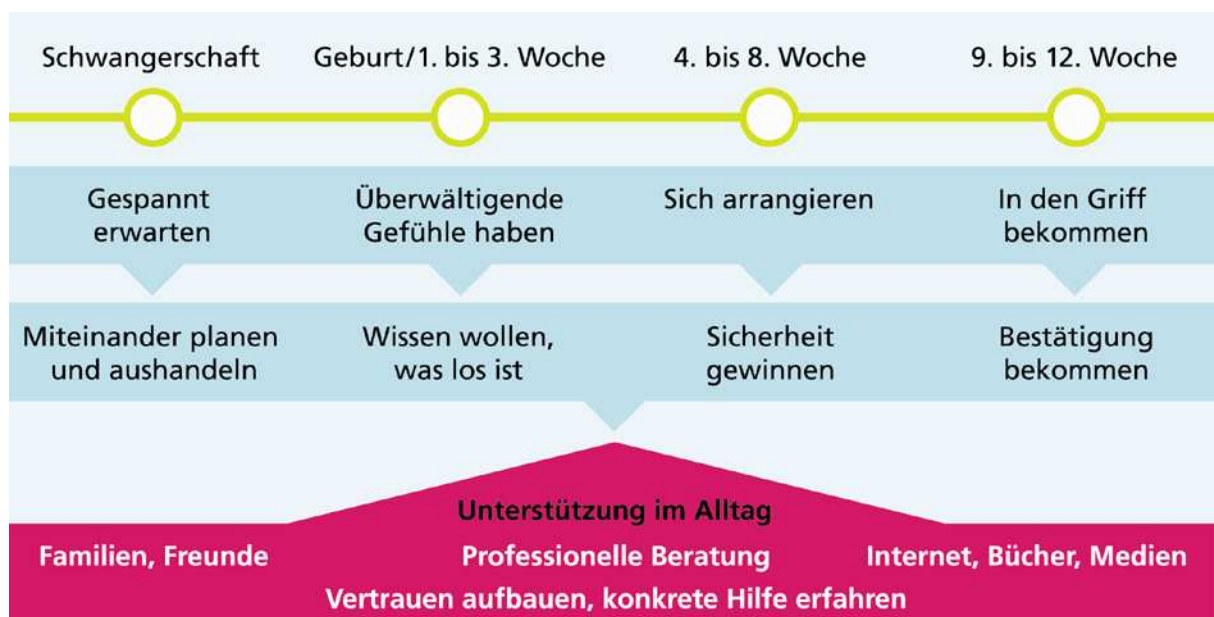 Schwangerschaft
Geburt/1. bis 3. Woche
4. bis 8. Woche
9. bis 12. Woche
Gespannt
erwarten
Überwältigende
Gefühle haben
Sich arrangieren
In den Griff
bekommen
Miteinander planen
und aushandeln
Wissen wollen,
was los ist
Sicherheit
gewinnen
Bestätigung
bekommen
Unterstützung im Alltag
Familien, Freunde
Professionelle Beratung
Internet, Bücher, Medien
Vertrauen aufbauen, konkrete Hilfe erfahren